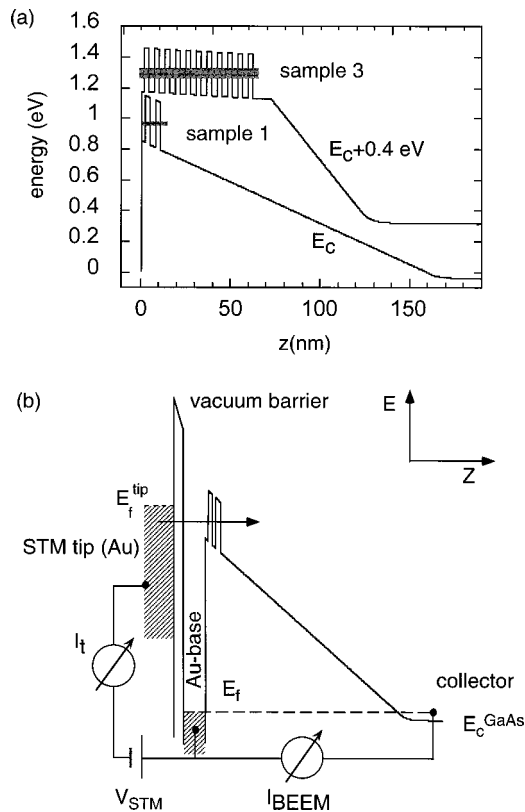 (a)
1.6
1.4
1.2
1
0.8
0.6
0.4
0.2
0
energy (eV)
sample 3
sample 1
E_C+0.4 eV
E_C
0 50 100 150
z(nm)
(b)
vacuum barrier
E
Z
E_f^tip
STM tip (Au)
I_t
Au-base
E_f
collector
E_c^GaAs
V_STM
I_BEEM